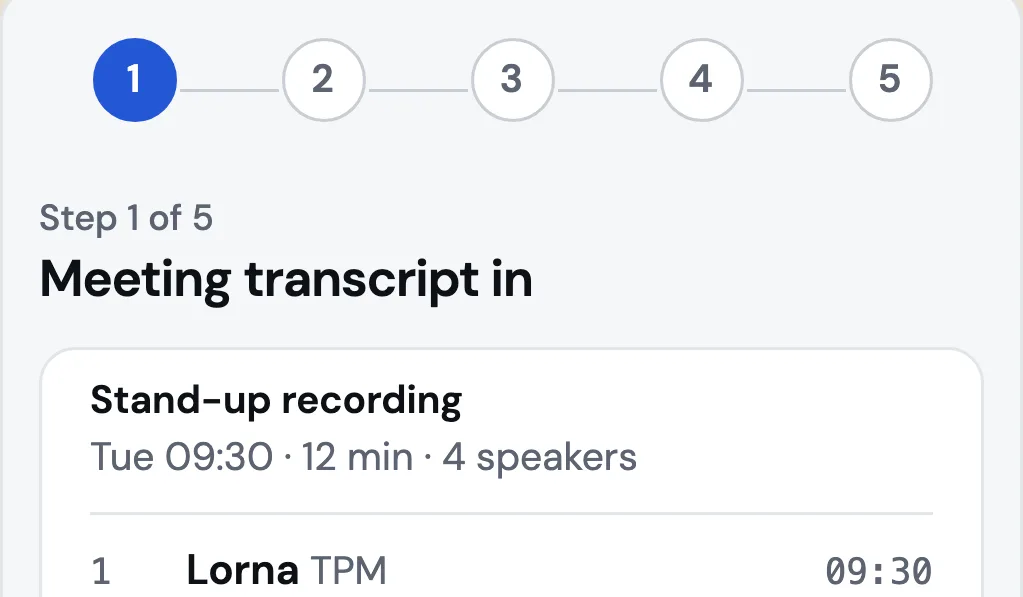 1 2 3 4 5
Step 1 of 5
Meeting transcript in
Stand-up recording
Tue 09:30 · 12 min · 4 speakers
1 Lorna TPM 09:30